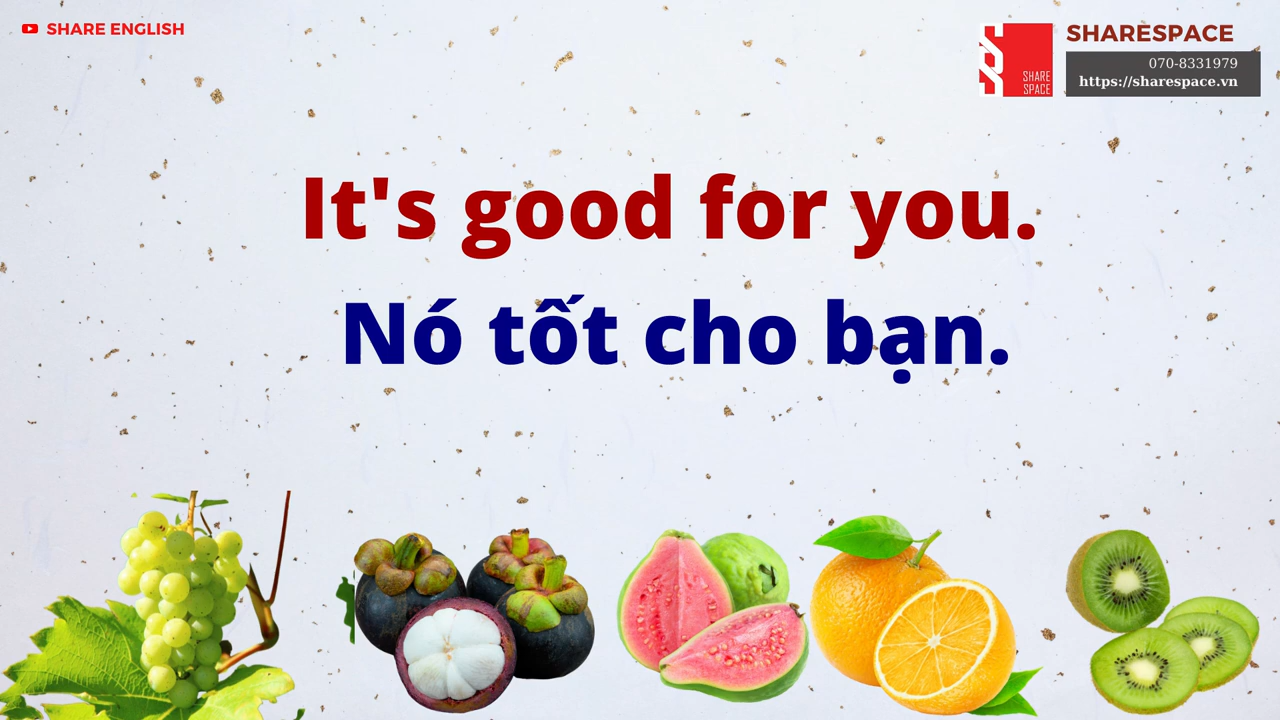 SHARE ENGLISH
SHARESPACE
070-8331979
SHARE
SPACE
https://sharespace.vn
It's good for you.
Nó tốt cho bạn.